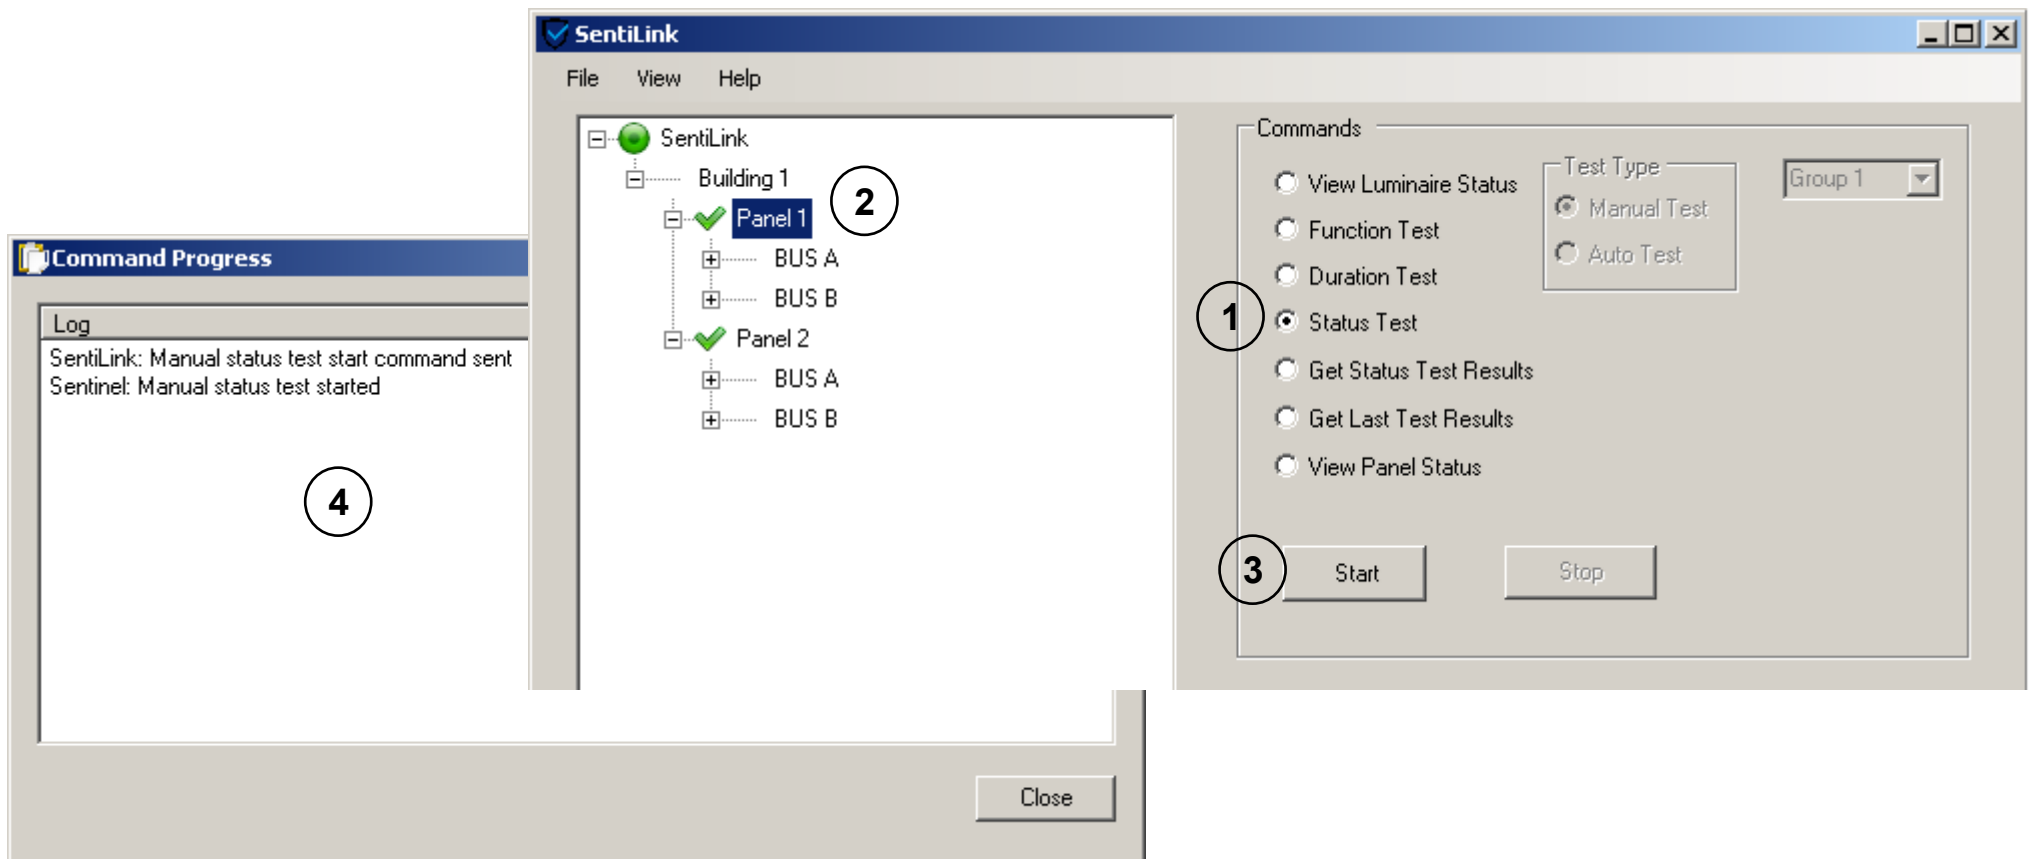 SentiLink
File View Help
SentiLink
Building 1
2
Panel 1
BUS A
BUS B
Panel 2
BUS A
BUS B
Commands
View Luminaire Status
Function Test
Duration Test
1
Status Test
Get Status Test Results
Get Last Test Results
View Panel Status
Test Type
Manual Test
Auto Test
Group 1
3
Start
Stop
Command Progress
Log
SentiLink: Manual status test start command sent
Sentinel: Manual status test started
4
Close